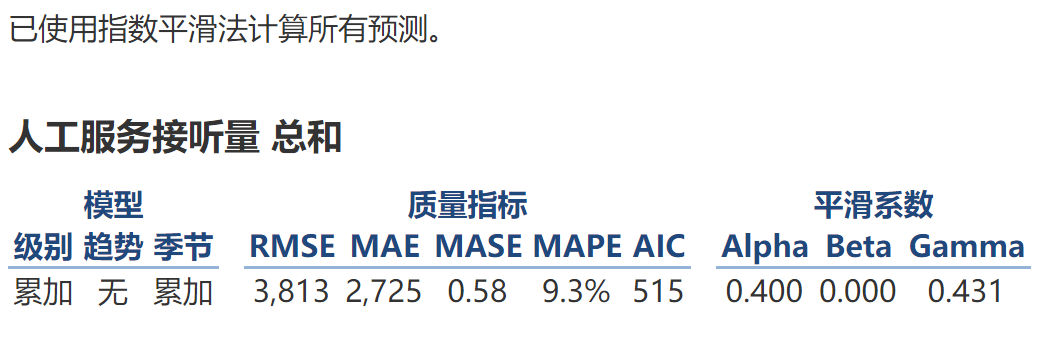 已使用指数平滑法计算所有预测。
人工服务接听量 总和
模型 质量指标 平滑系数
级别 趋势 季节 RMSE MAE MASE MAPE AIC Alpha Beta Gamma
累加 无 累加 3,813 2,725 0.58 9.3% 515 0.400 0.000 0.431